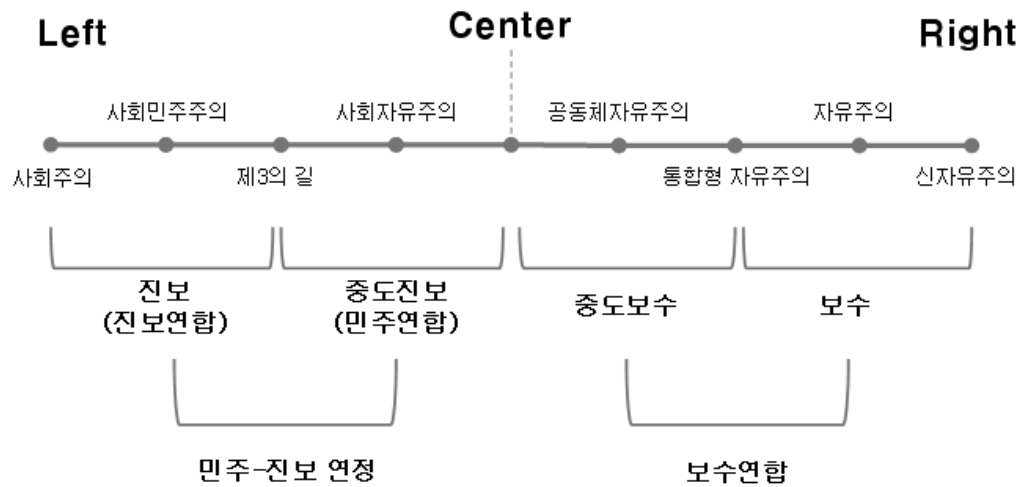 Left
Center
Right
사회민주주의
사회자유주의
공동체자유주의
자유주의
사회주의
제3의 길
통합형 자유주의
신자유주의
진보
(진보연합)
중도진보
(민주연합)
중도보수
보수
민주-진보 연정
보수연합